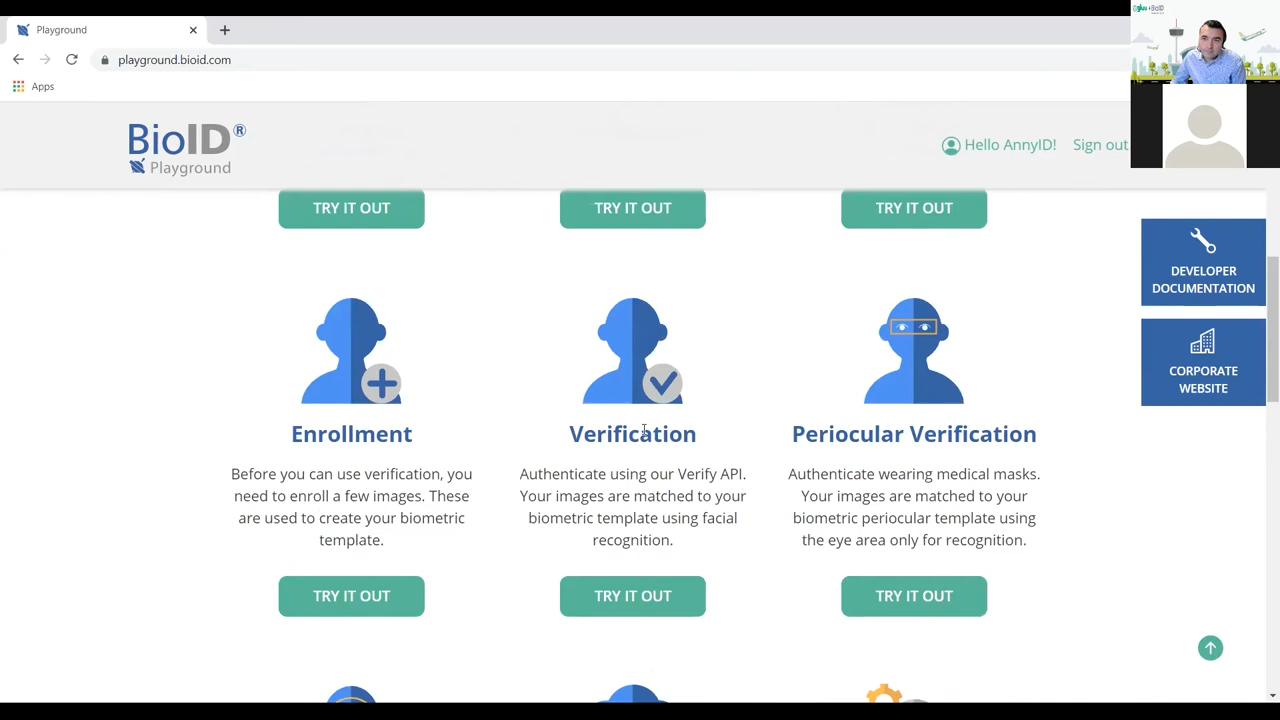 Playground
playground.bioid.com
Apps
BioID®
Playground
Hello AnnyID!
Sign out
TRY IT OUT
TRY IT OUT
TRY IT OUT
DEVELOPER
DOCUMENTATION
CORPORATE
WEBSITE
Enrollment
Before you can use verification, you
need to enroll a few images. These
are used to create your biometric
template.
TRY IT OUT
Verification
Authenticate using our Verify API.
Your images are matched to your
biometric template using facial
recognition.
TRY IT OUT
Periocular Verification
Authenticate wearing medical masks.
Your images are matched to your
biometric periocular template using
the eye area only for recognition.
TRY IT OUT